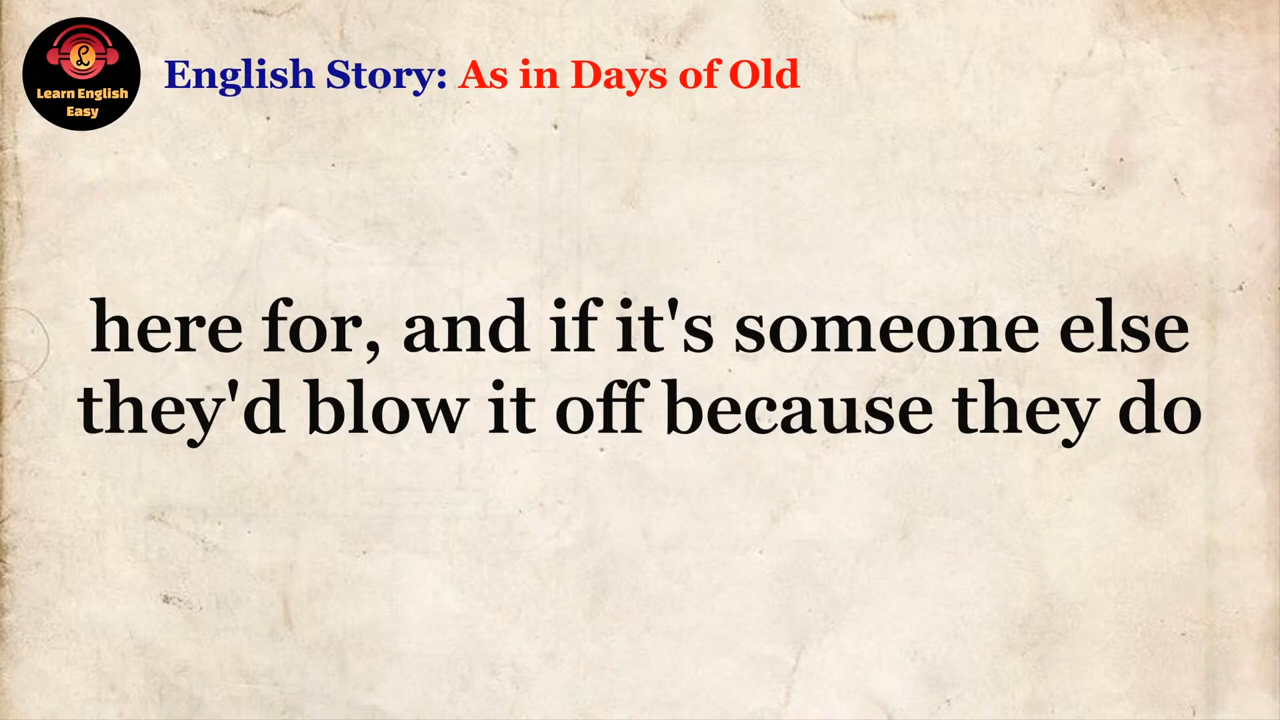 English Story: As in Days of Old
Learn English
Easy
here for, and if it's someone else
they'd blow it off because they do